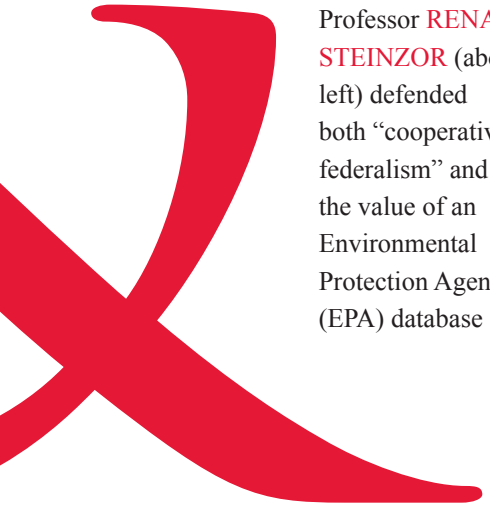 Professor RENA
STEINZOR (abo
left) defended
both “cooperativ
federalism” and
the value of an
Environmental
Protection Agen
(EPA) database